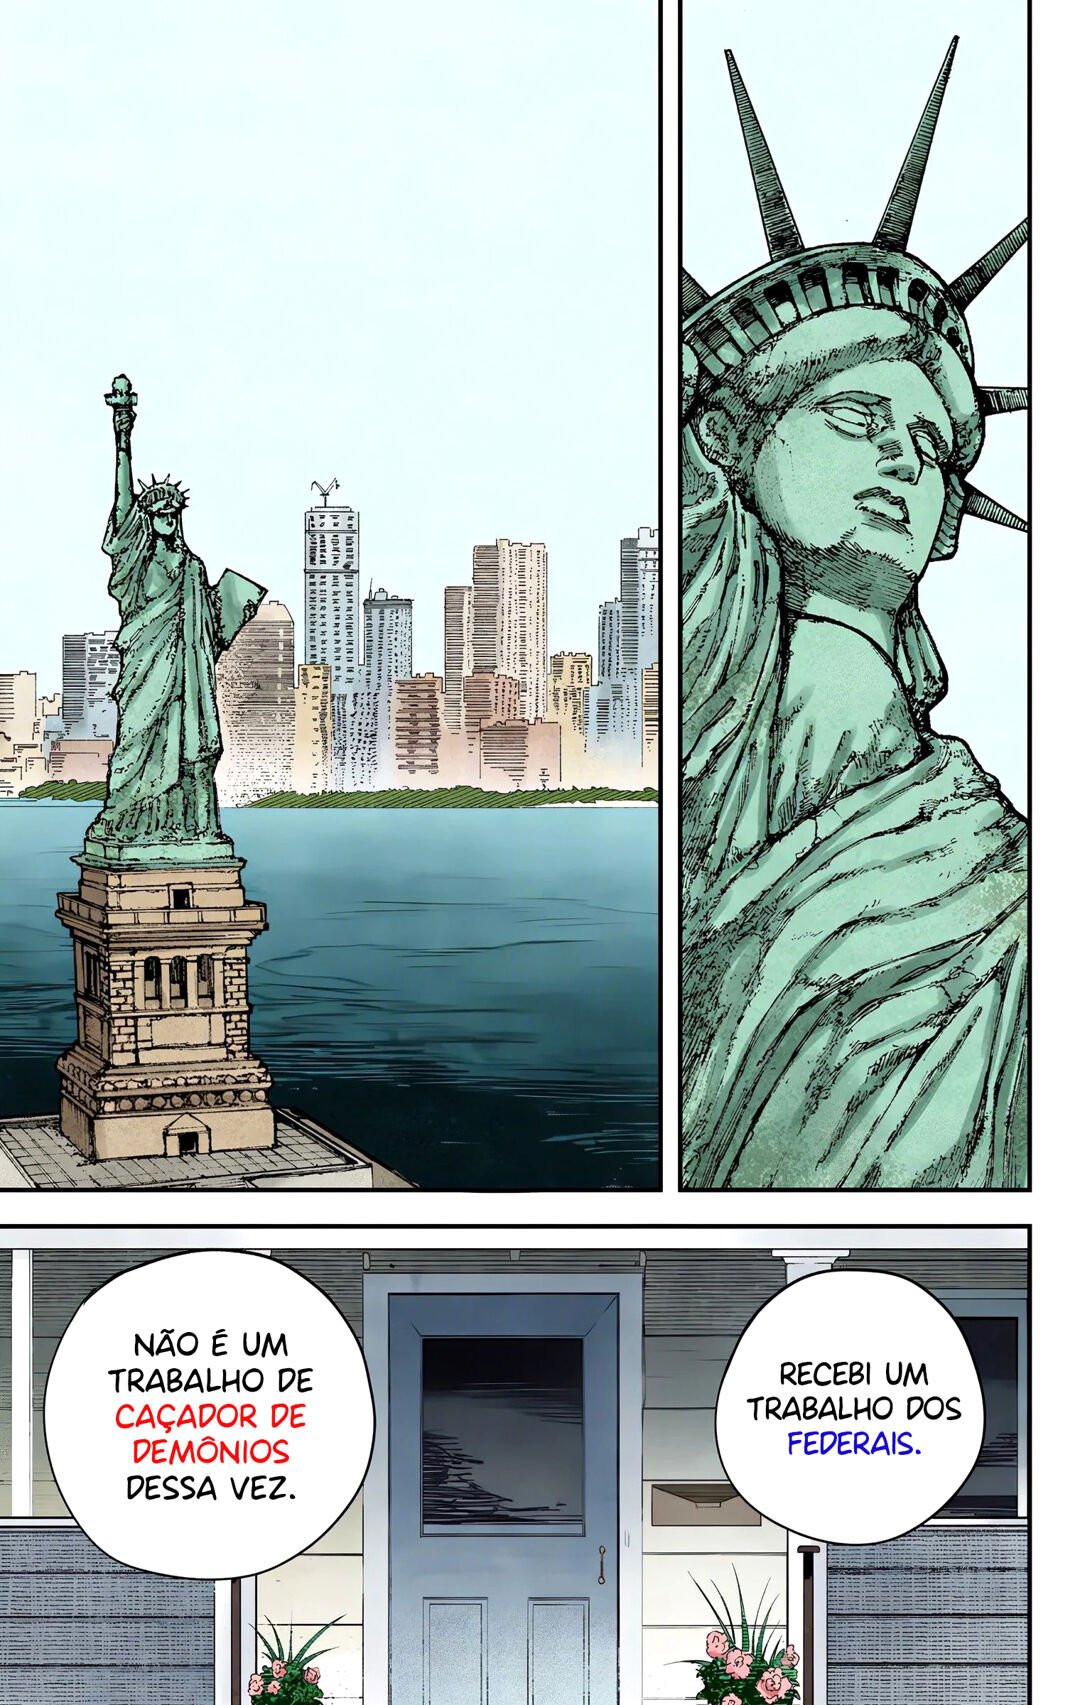 RECEBI UM
TRABALHO DOS
FEDERAIS.
NÃO É UM
TRABALHO DE
CAÇADOR DE
DEMÔNIOS
DESSA VEZ.